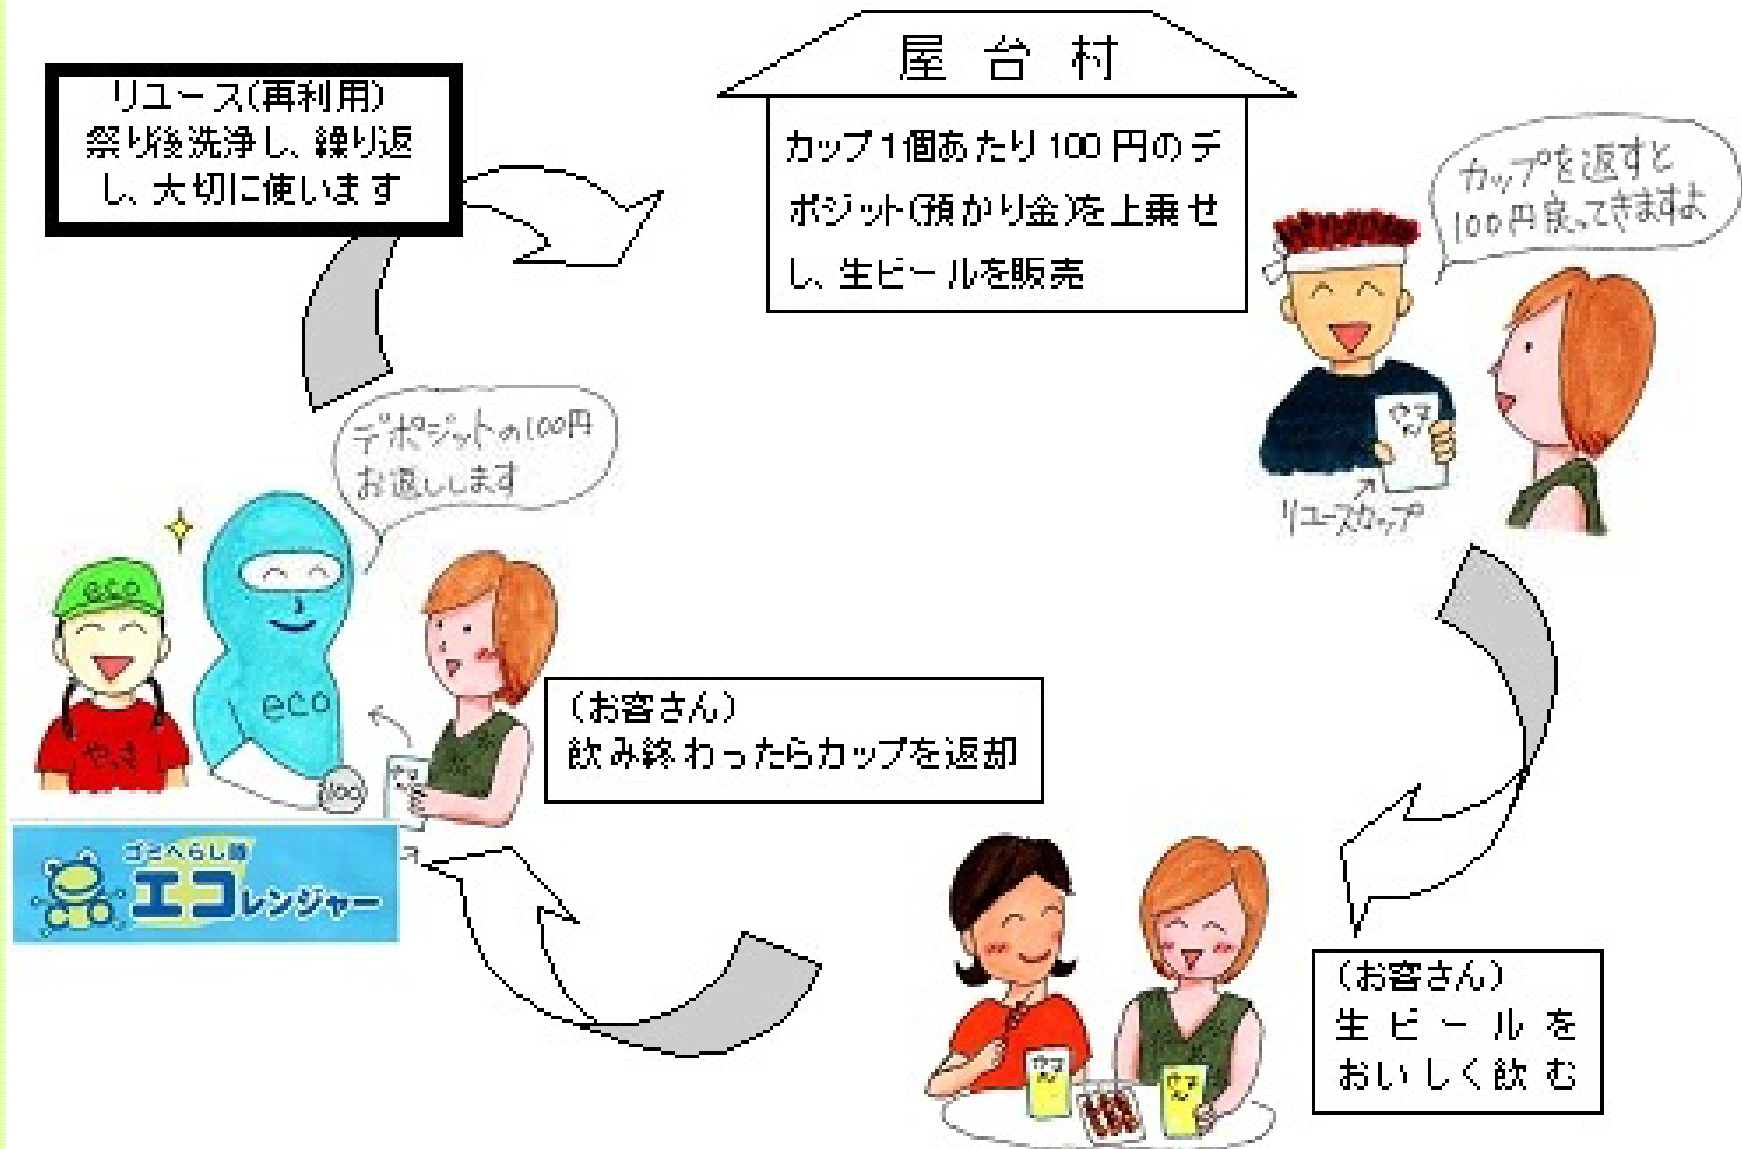 屋台村
カップ1個あたり100円のデ
ポジット(預かり金)を上乗せ
し、生ビールを販売
カップを返すと
100円戻ってきますよ
リユースカップ
(お客さん)
生ビールを
おいしく飲む
(お客さん)
飲み終わったらカップを返却
デポジットの100円
お返しします
eco
eco
やっさ
100
ゴミへらし隊
エコレンジャー
リユース(再利用)
祭り後洗浄し、繰り返
し、大切に使います